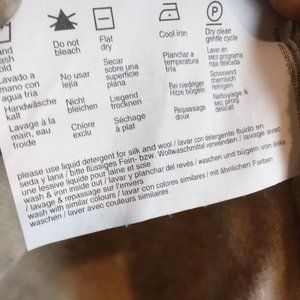 P
and
wash
old
Do not
bleach
Flat
dry
Cool iron
Dry clean
gentle cycle
Lavado a
mano con
agua fria
No usar
lejia
Secar
sobre una
superficie
plana
Planchar a
temperatura
fria
Lavar en
seco programa
ropa delicada
Handwäsche
kalt
Nicht
bleichen
Liegend
trocknen
Bei niedriger
Hitze bügeln
Schonend
chemisch
reinigen
Lavage à la
main, eau
froide
Chlore
exclu
Séchage
à plat
Repassage
doux
Nettoyage à
sec prog.
délicat
please use liquid detergent for silk and wool / lavar con detergente fluido en
seda y lana / bitte flüssiges Fein- bzw. Wollwaschmittel verwenden / lavage avec
une lessive liquide pour laine et soie
wash & iron inside out / lavar y planchar del revés / waschen und bügeln von links
/ lavage & repassage sur l'envers
wash with similar colours / lavar con colores similares / mit ähnlichen Farben
waschen / laver avec couleurs similaires